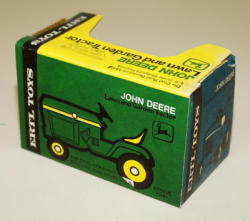 JOHN DEERE
Lawn and Garden Tractor
ERTL TOYS
JOHN DEERE
Lawn and Garden Tractor
ERTL TOYS